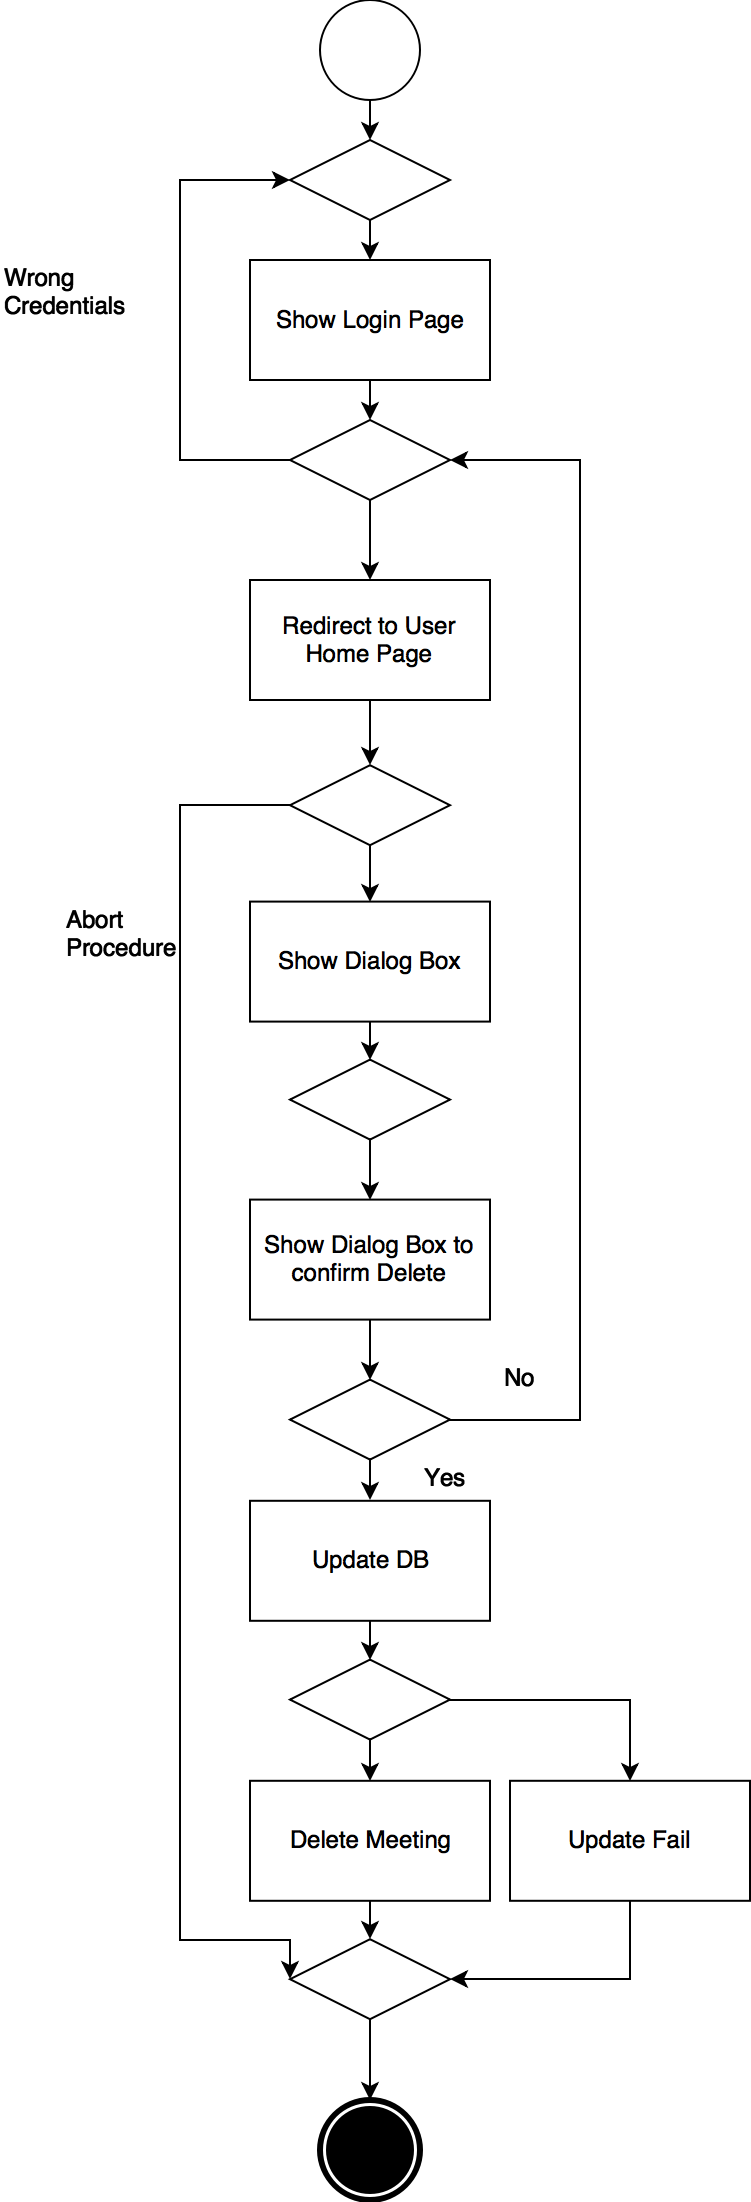 Wrong
Credentials
Show Login Page
Redirect to User
Home Page
Abort
Procedure
Show Dialog Box
Show Dialog Box to
confirm Delete
No
Yes
Update DB
Delete Meeting
Update Fail